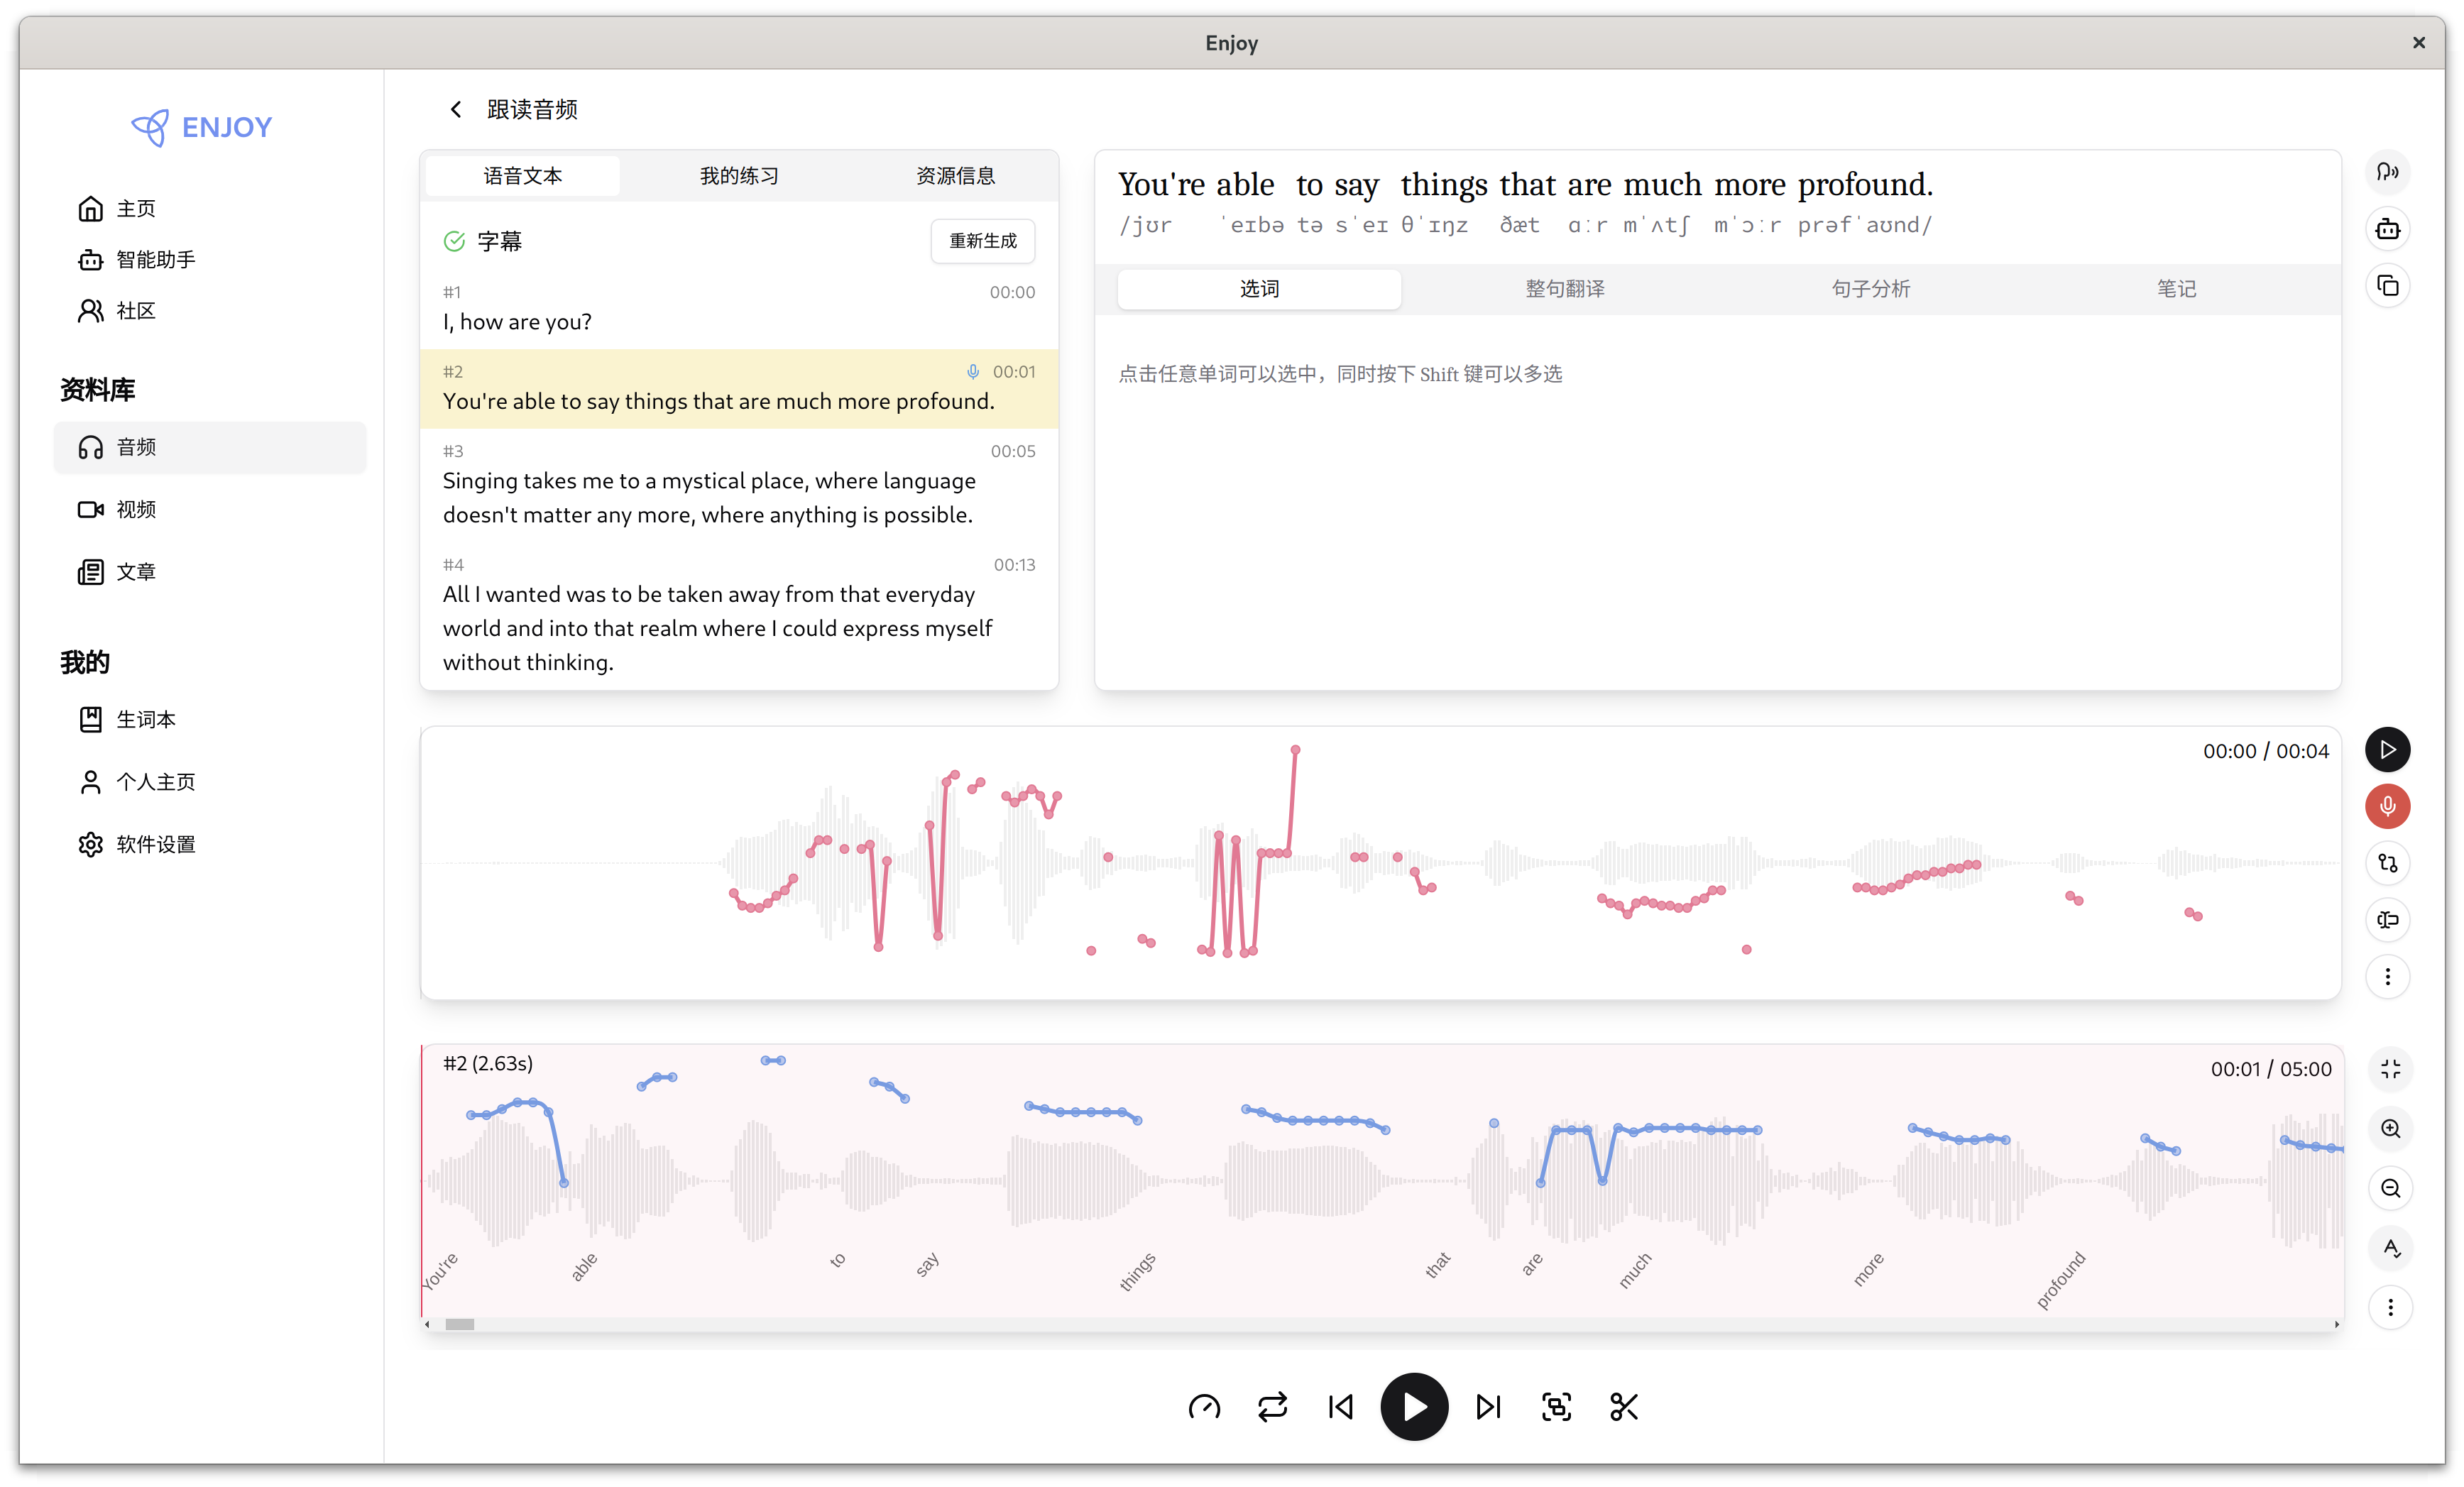 Enjoy
ENJOY
主页
智能助手
社区
资料库
音频
视频
文章
我的
生词本
个人主页
软件设置
跟读音频
语音文本 我的练习 资源信息
字幕 重新生成
#1 00:00
I, how are you?
#2 00:01
You're able to say things that are much more profound.
#3 00:05
Singing takes me to a mystical place, where language
doesn't matter any more, where anything is possible.
#4 00:13
All I wanted was to be taken away from that everyday
world and into that realm where I could express myself
without thinking.
You're able to say things that are much more profound.
/jʊr ˈeɪbə tə sˈeɪ θˈɪŋz ðæt ɑːr mˈʌtʃ mˈɔːr prəfˈaʊnd/
选词 整句翻译 句子分析 笔记
点击任意单词可以选中，同时按下 Shift 键可以多选
00:00 / 00:04
#2 (2.63s) 00:01 / 05:00
You're able to say things that are much more profound